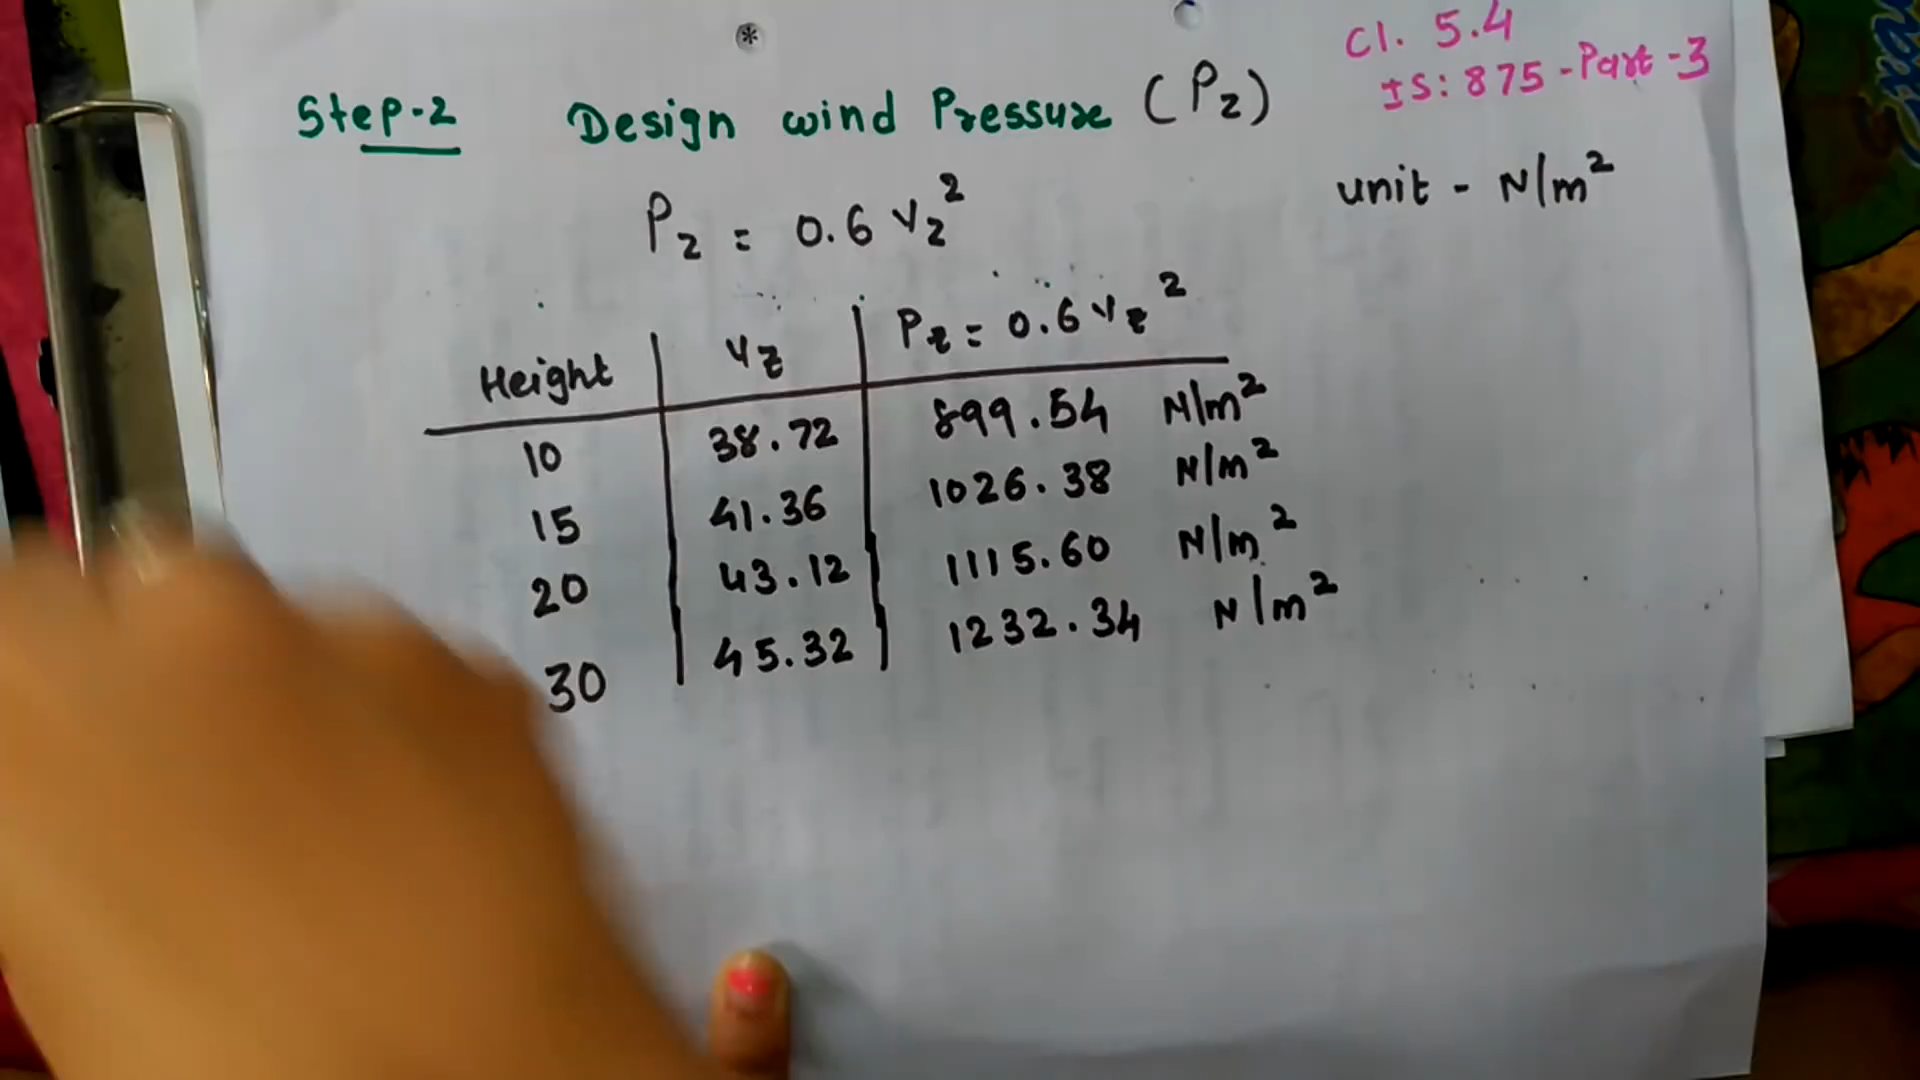 Cl. 5.4
IS: 875 - Part - 3
Step-2 Design wind Pressure (Pz)
unit - N/m²
Pz = 0.6 Vz²
Height Vz Pz = 0.6 Vz²
10 38.72 899.54 N/m²
15 41.36 1026.38 N/m²
20 43.12 1115.60 N/m²
30 45.32 1232.34 N/m²